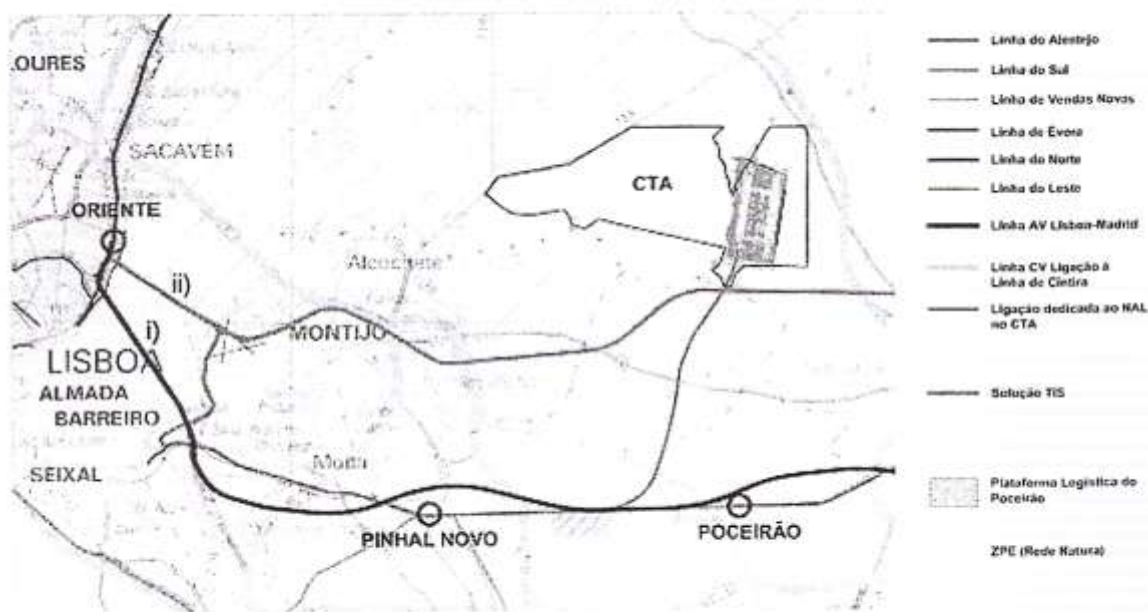 LOURES
SACAVÉM
ORIENTE
CTA
Alcochete
ii)
MONTIJO
i)
LISBOA
ALMADA
BARREIRO
SEIXAL
Moita
PINHAL NOVO
POCEIRÃO
Linha do Alentejo
Linha do Sul
Linha de Vendas Novas
Linha de Évora
Linha do Norte
Linha do Leste
Linha AV Lisboa-Madrid
Linha CV Ligação à
Linha de Cintura
Ligação dedicada ao NAL
no CTA
Solução TIS
Plataforma Logística do
Poceirão
ZPE (Rede Natura)